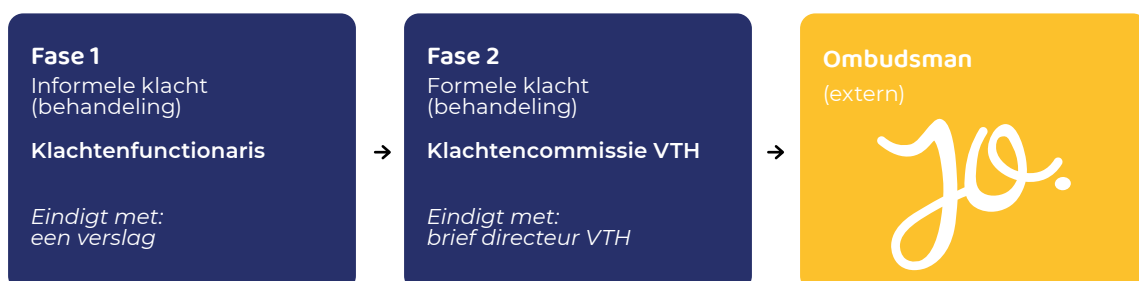 Fase 1
Informele klacht
(behandeling)
Klachtenfunctionaris
Eindigt met:
een verslag
Fase 2
Formele klacht
(behandeling)
Klachtencommissie VTH
Eindigt met:
brief directeur VTH
Ombudsman
(extern)
jo.